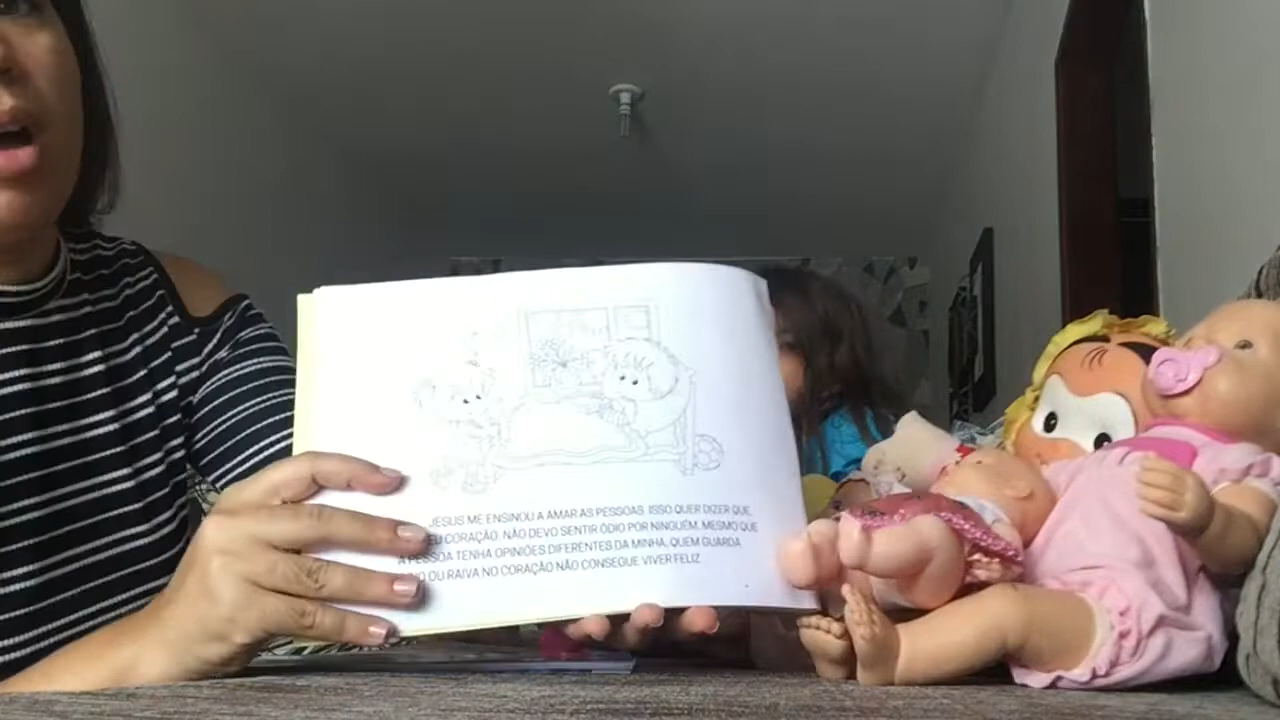 JESUS ME ENSINOU A AMAR AS PESSOAS. ISSO QUER DIZER QUE,
CORAÇÃO, NÃO DEVO SENTIR ÓDIO POR NINGUÉM, MESMO QUE
A PESSOA TENHA OPINIÕES DIFERENTES DA MINHA, QUEM GUARDA
OU RAIVA NO CORAÇÃO NÃO CONSEGUE VIVER FELIZ.